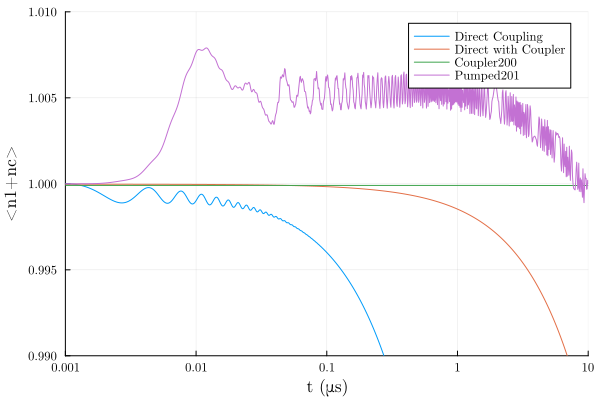 1.010
Direct Coupling
Direct with Coupler
Coupler200
Pumped201
1.005
<n1+nc>
1.000
0.995
0.990
0.001
0.01
0.1
1
10
t (μs)